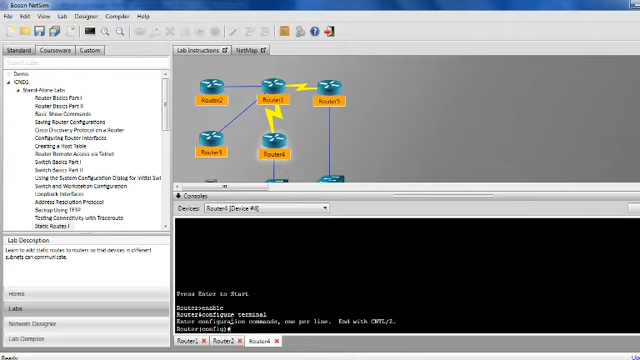 Boson NetSim
File View Labs Designer Compiler Help
Standard Courseware Custom
Search Labs
Demo
ICND1
Stand-Alone Labs
Router Basics Part I
Router Basics Part II
Basic Show Commands
Saving Router Configurations
Cisco Discovery Protocol on a Router
Configuring Router Interfaces
Creating a Host Table
Router Remote Access via Telnet
Switch Basics Part I
Switch Basics Part II
Using the System Configuration Dialog for Initial Swi
Switch and Workstation Configuration
Loopback Interfaces
Address Resolution Protocol
Backup Using TFTP
Testing Connectivity with Traceroute
Static Routes I
Lab Description
Learn to add static routes to routers so that devices in different
subnets can communicate.
Home
Labs
Network Designer
Lab Compiler
Lab Instructions NetMap
Router2 Router1 Router5
Router3 Router4
Consoles
Devices: Router4 [Device #4]
Press Enter to Start
Router>enable
Router#configure terminal
Enter configuration commands, one per line. End with CNTL/Z.
Router(config)#
Router1 Router2 Router4